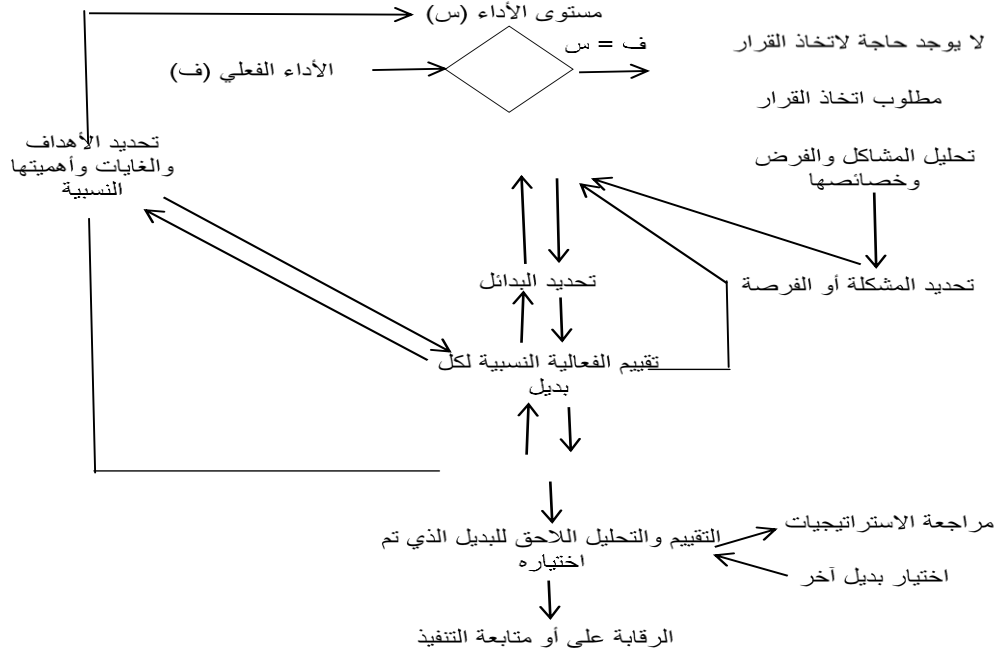 مستوى الأداء (س)
ف = س
لا يوجد حاجة لاتخاذ القرار
الأداء الفعلي (ف)
مطلوب اتخاذ القرار
تحديد الأهداف
والغايات وأهميتها
النسبية
تحليل المشاكل والفرض
وخصائصها
تحديد البدائل
تحديد المشكلة أو الفرصة
تقييم الفعالية النسبية لكل
بديل
مراجعة الاستراتيجيات
التقييم والتحليل اللاحق للبديل الذي تم
اختياره
اختيار بديل آخر
الرقابة على أو متابعة التنفيذ